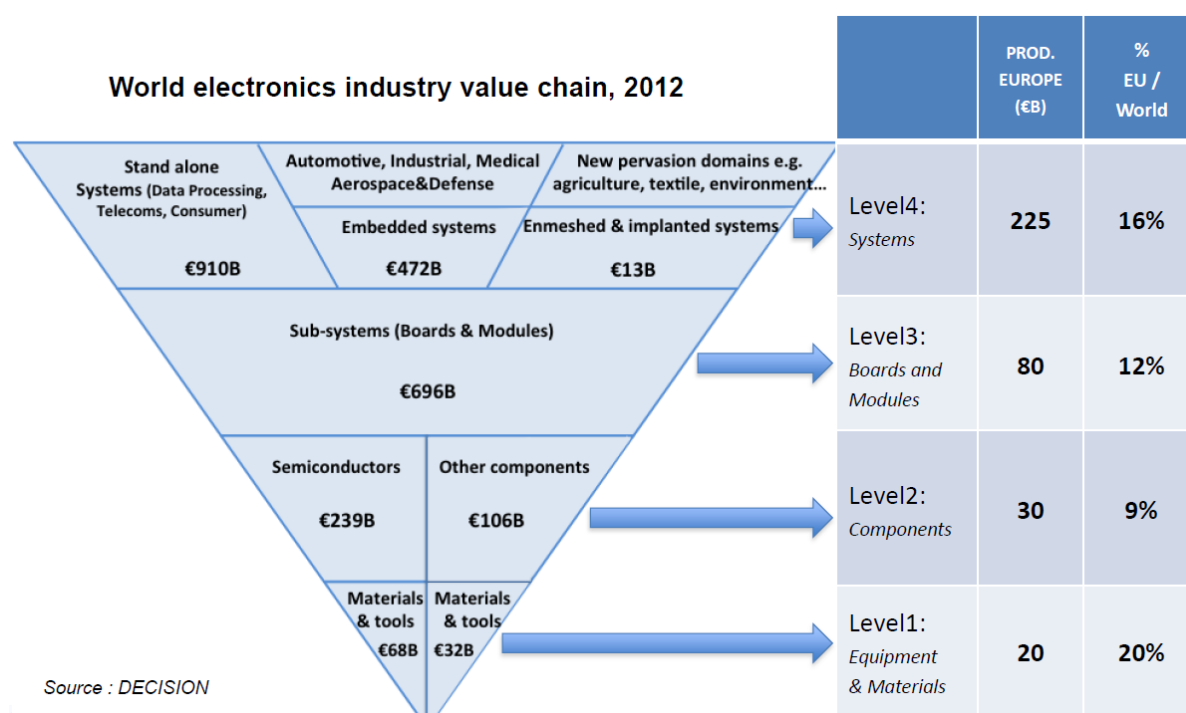 World electronics industry value chain, 2012
Stand alone
Systems (Data Processing,
Telecoms, Consumer)
€910B
Automotive, Industrial, Medical
Aerospace&Defense
Embedded systems
€472B
New pervasion domains e.g.
agriculture, textile, environment...
Enmeshed & implanted systems
€13B
Sub-systems (Boards & Modules)
€696B
Semiconductors
€239B
Other components
€106B
Materials
& tools
€68B
Materials
& tools
€32B
Source : DECISION
PROD.
EUROPE
(€B)
%
EU /
World
Level4:
Systems
225
16%
Level3:
Boards and
Modules
80
12%
Level2:
Components
30
9%
Level1:
Equipment
& Materials
20
20%